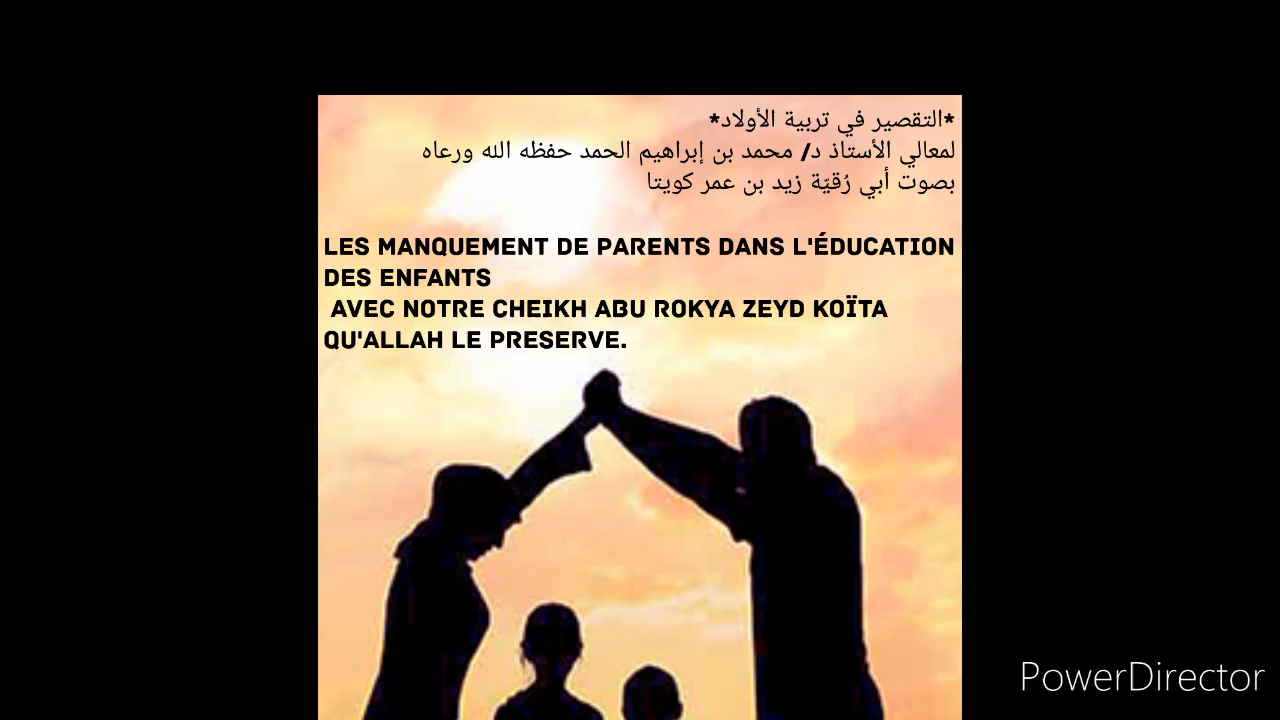 *التقصير في تربية الأولاد*
لمعالي الأستاذ د/ محمد بن إبراهيم الحمد حفظه الله ورعاه
بصوت أبي رُقيّة زيد بن عمر كويتا
LES MANQUEMENT DE PARENTS DANS L'ÉDUCATION
DES ENFANTS
AVEC NOTRE CHEIKH ABU ROKYA ZEYD KOÏTA
QU'ALLAH LE PRESERVE.
PowerDirector